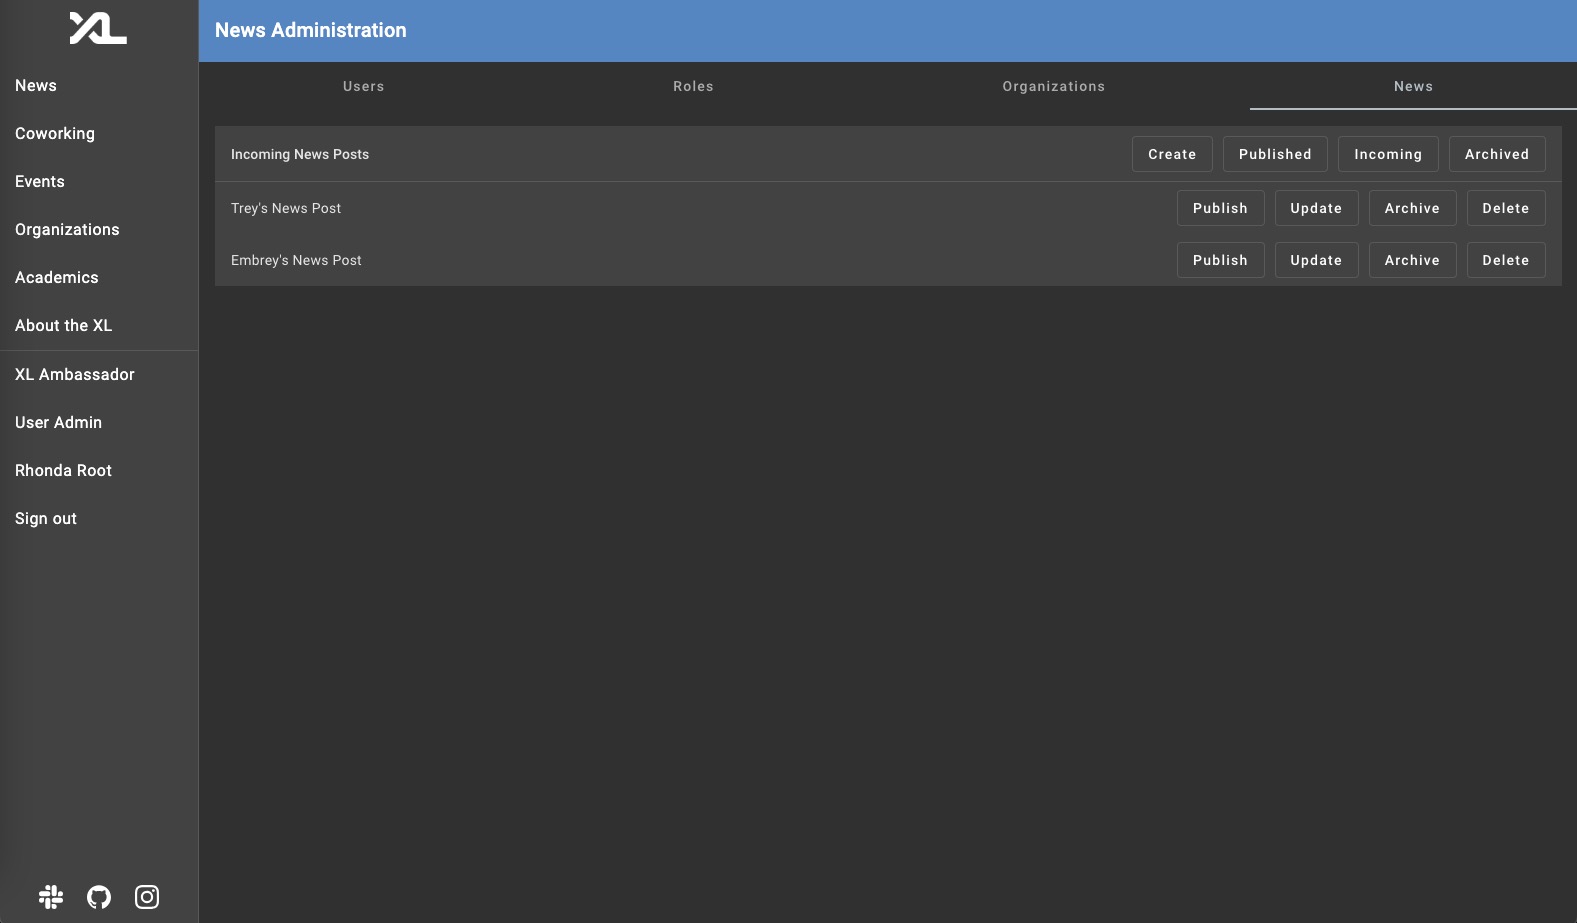 XL
News
Coworking
Events
Organizations
Academics
About the XL
XL Ambassador
User Admin
Rhonda Root
Sign out
News Administration
Users Roles Organizations News
Incoming News Posts Create Published Incoming Archived
Trey's News Post Publish Update Archive Delete
Embrey's News Post Publish Update Archive Delete